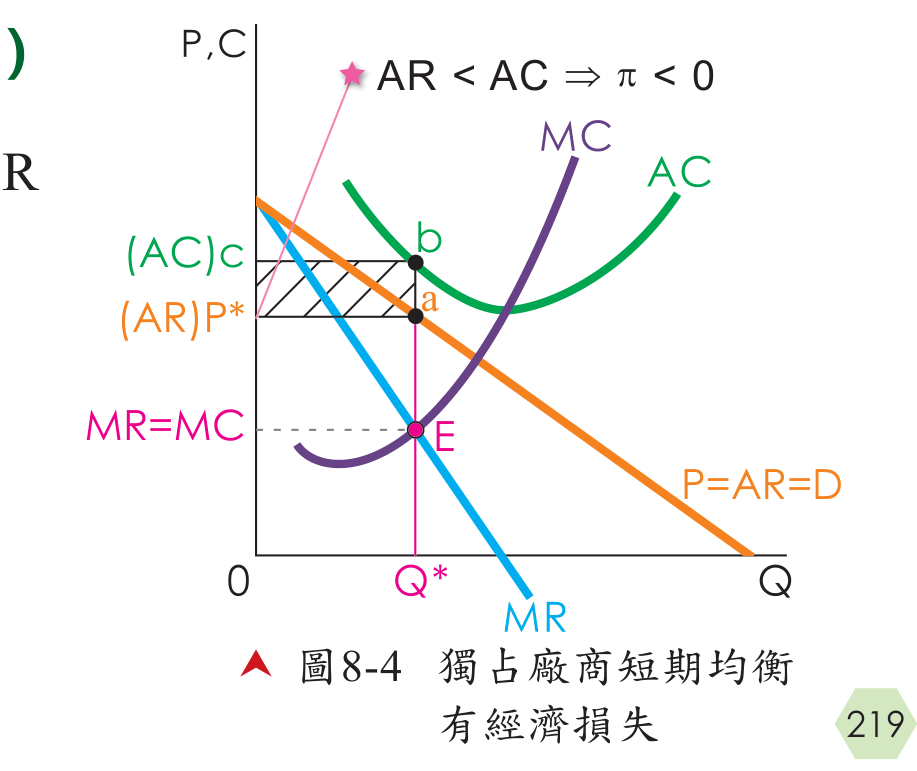 )
R
P,C
AR < AC ⇒ π < 0
MC
AC
(AC)c
b
(AR)P*
a
MR=MC
E
P=AR=D
0
Q*
Q
MR
圖8-4 獨占廠商短期均衡
有經濟損失
219